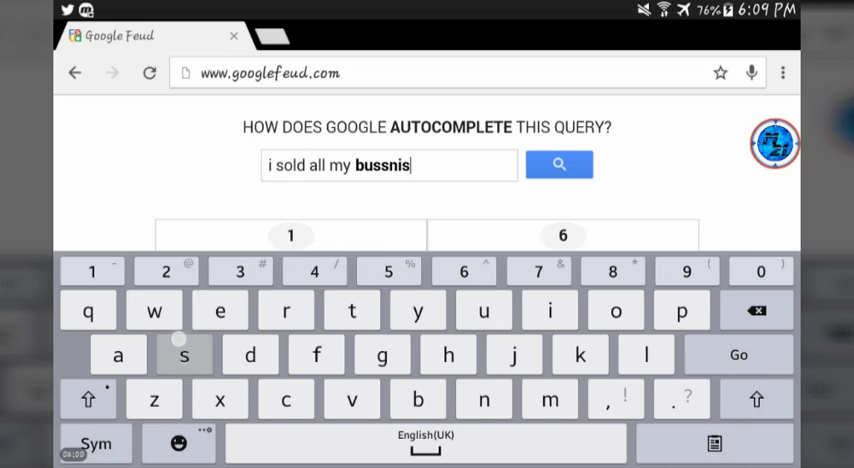 76% 6:09 PM
Google Feud
www.googlefeud.com
HOW DOES GOOGLE AUTOCOMPLETE THIS QUERY?
i sold all my bussnis
1 6
1 - 2 @ 3 # 4 / 5 % 6 ^ 7 & 8 * 9 ( 0 )
q w e r t y u i o p
a s d f g h j k l Go
z x c v b n m , ! . ?
Sym English(UK)